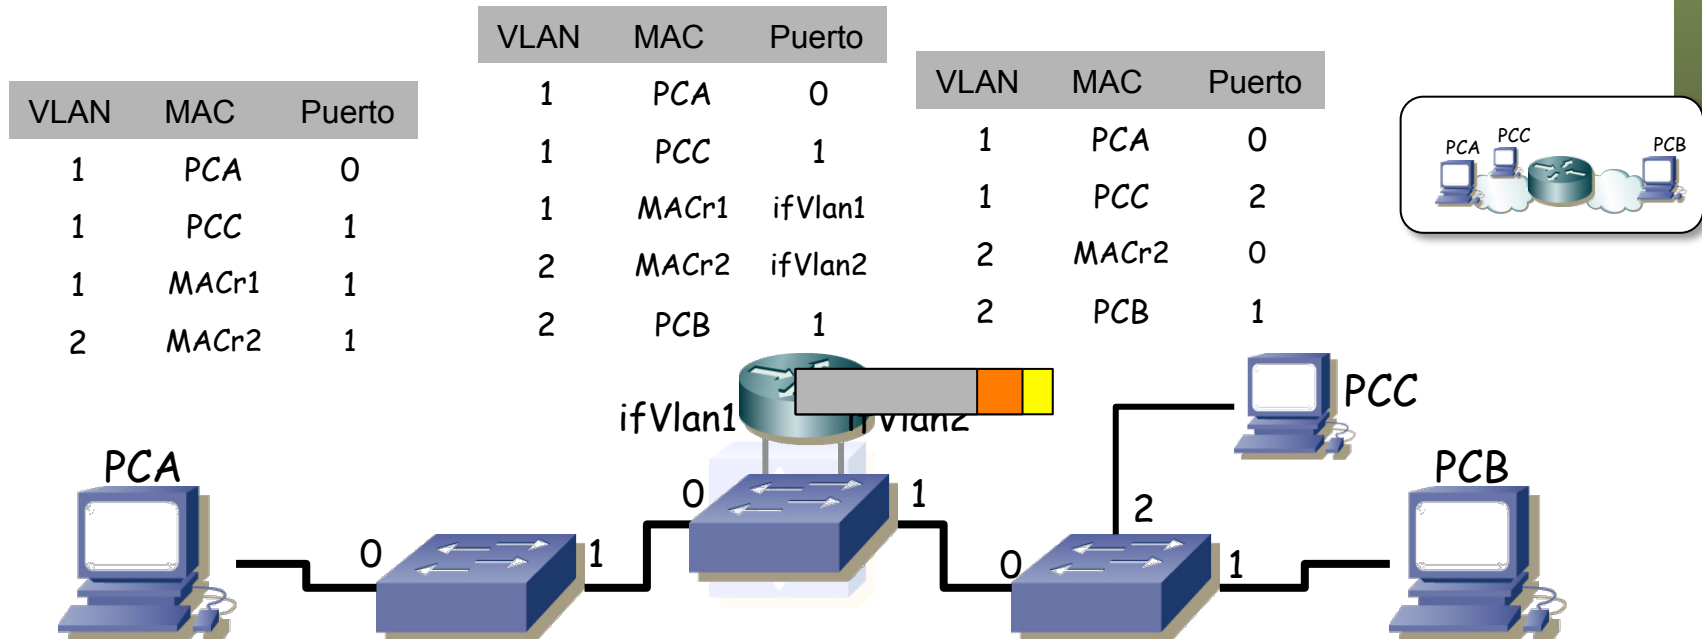 VLAN MAC Puerto
1 PCA 0
1 PCC 1
1 MACr1 1
2 MACr2 1
VLAN MAC Puerto
1 PCA 0
1 PCC 1
1 MACr1 ifVlan1
2 MACr2 ifVlan2
2 PCB 1
VLAN MAC Puerto
1 PCA 0
1 PCC 2
2 MACr2 0
2 PCB 1
PCA PCC PCB
ifVlan1 ifVlan2
PCC
PCA
PCB
0 1
2
0 1
0 1